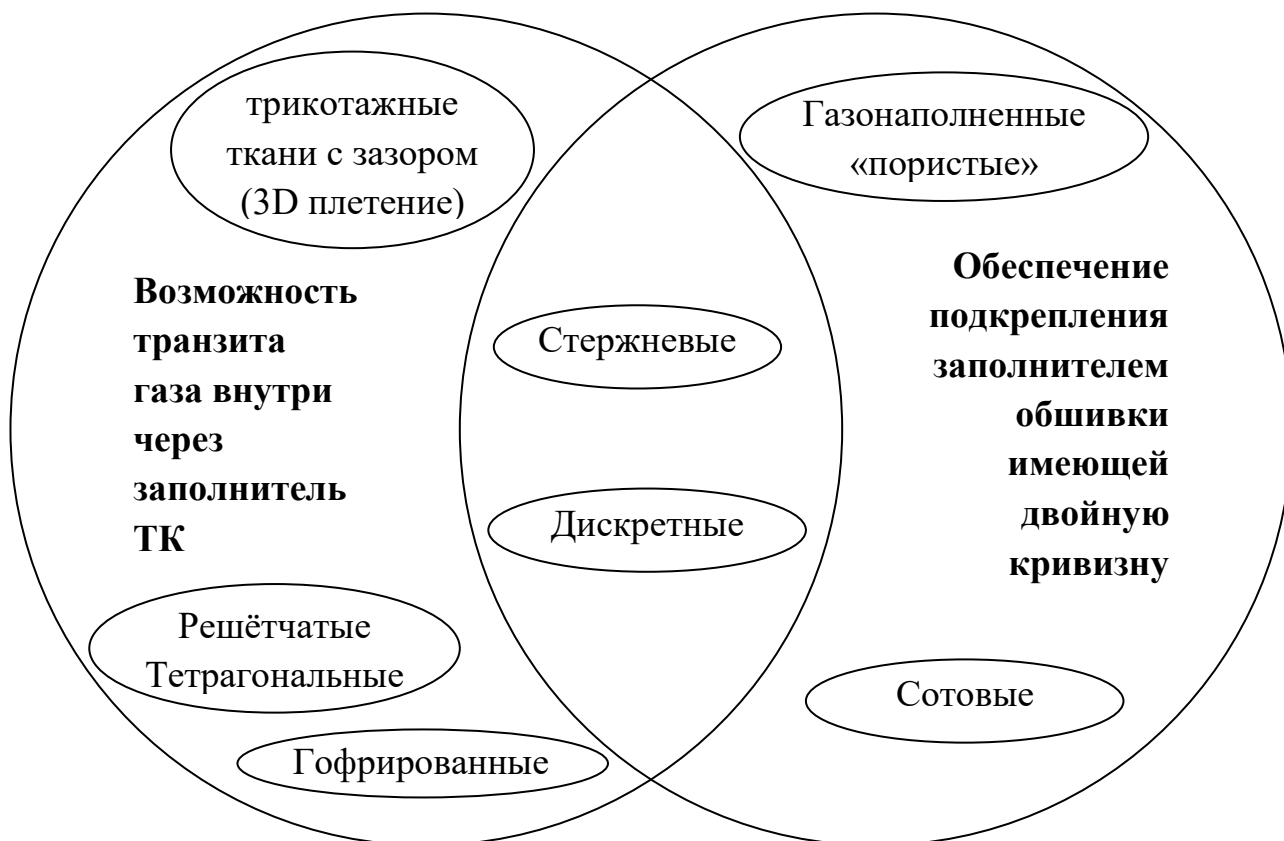 трикотажные
ткани с зазором
(3D плетение)
Газонаполненные
«пористые»
Возможность
транзита
газа внутри
через
заполнитель
ТК
Обеспечение
подкрепления
заполнителем
обшивки
имеющей
двойную
кривизну
Стержневые
Дискретные
Решётчатые
Тетрагональные
Гофрированные
Сотовые